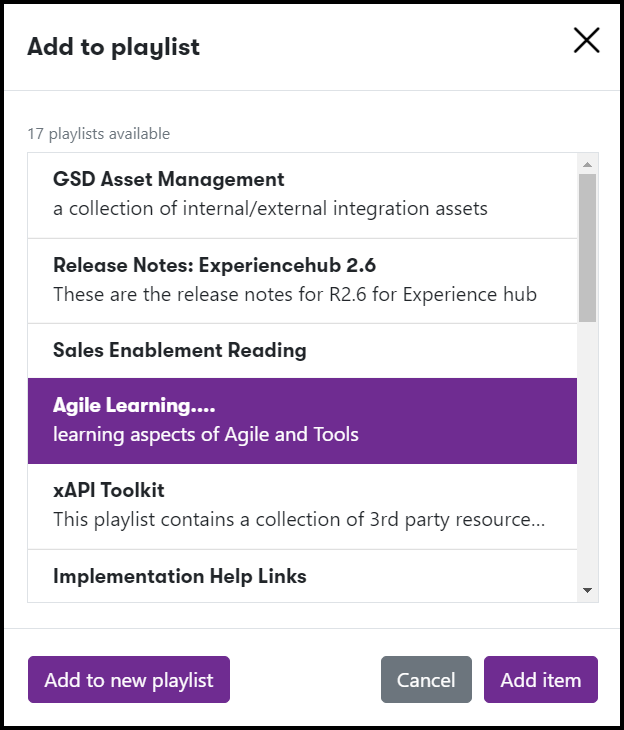 Add to playlist
17 playlists available
GSD Asset Management
a collection of internal/external integration assets
Release Notes: Experiencehub 2.6
These are the release notes for R2.6 for Experience hub
Sales Enablement Reading
Agile Learning....
learning aspects of Agile and Tools
xAPI Toolkit
This playlist contains a collection of 3rd party resource...
Implementation Help Links
Add to new playlist
Cancel
Add item